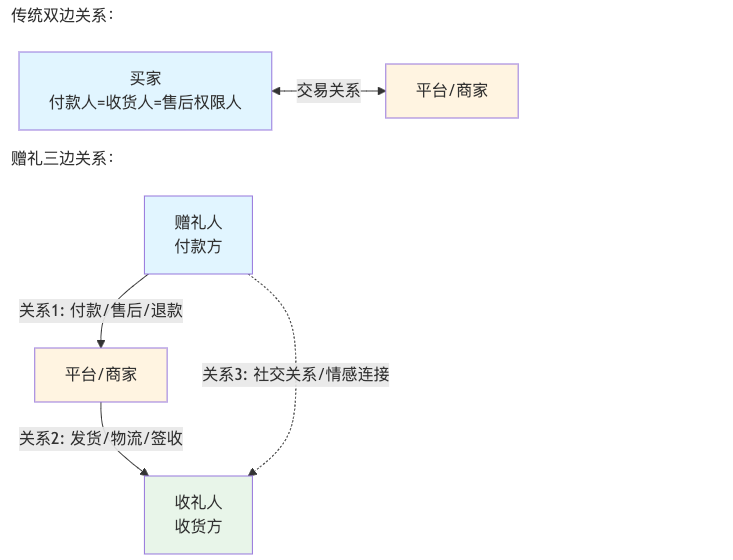 传统双边关系：
买家
付款人=收货人=售后权限人
交易关系
平台/商家
赠礼三边关系：
赠礼人
付款方
关系1: 付款/售后/退款
平台/商家
关系3: 社交关系/情感连接
关系2: 发货/物流/签收
收礼人
收货方